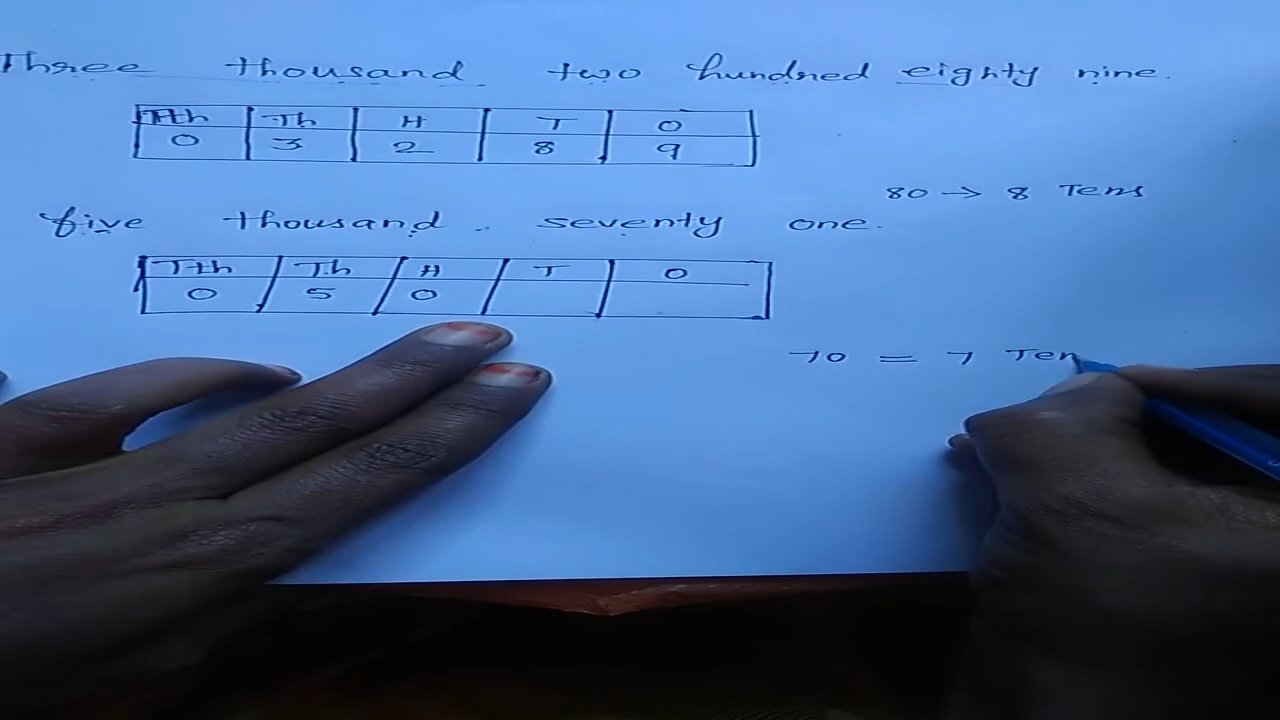 Three thousand two hundred eighty nine.
Tth Th H T O
0 3 2 8 9
80 → 8 Tens
five thousand seventy one.
Tth Th H T O
0 5 0
70 = 7 Ten